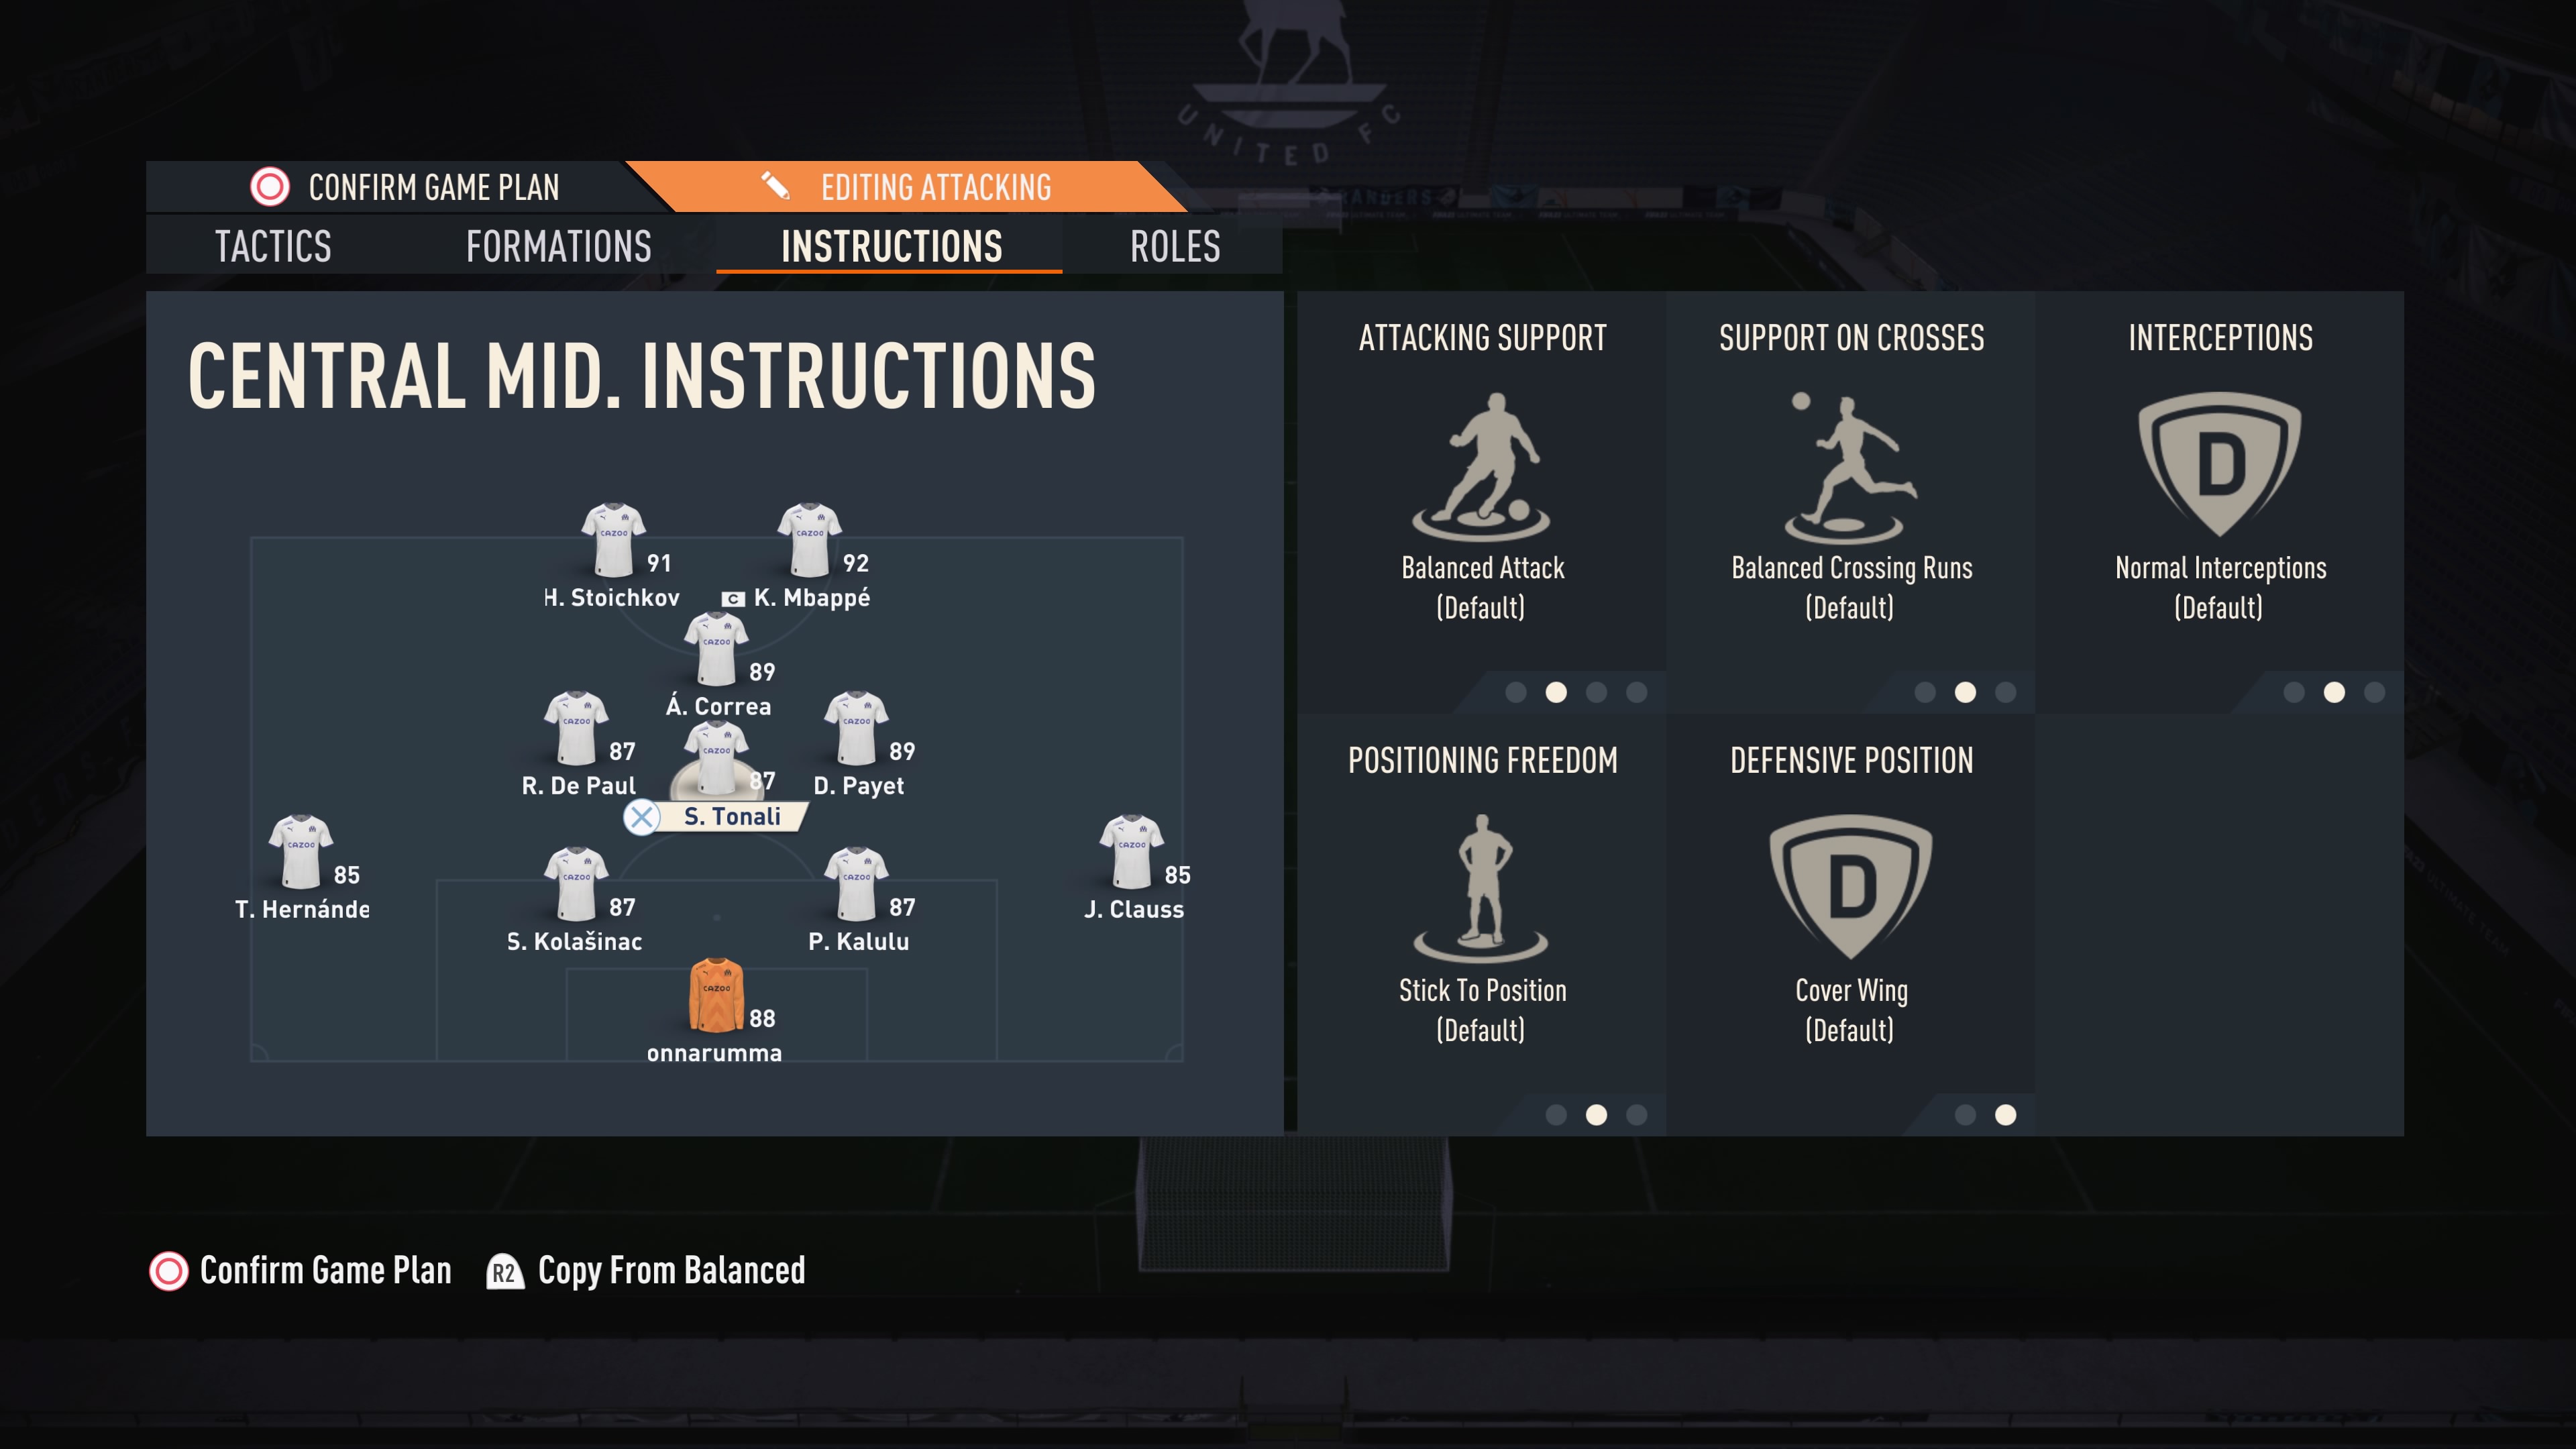 UNITED FC
CONFIRM GAME PLAN
EDITING ATTACKING
TACTICS
FORMATIONS
INSTRUCTIONS
ROLES
CENTRAL MID. INSTRUCTIONS
91
H. Stoichkov
92
C K. Mbappé
89
Á. Correa
87
R. De Paul
89
D. Payet
87
S. Tonali
85
T. Hernánde
85
J. Clauss
87
S. Kolašinac
87
P. Kalulu
88
onnarumma
CAZOO
ATTACKING SUPPORT
Balanced Attack
(Default)
SUPPORT ON CROSSES
Balanced Crossing Runs
(Default)
INTERCEPTIONS
D
Normal Interceptions
(Default)
POSITIONING FREEDOM
Stick To Position
(Default)
DEFENSIVE POSITION
D
Cover Wing
(Default)
Confirm Game Plan
R2 Copy From Balanced